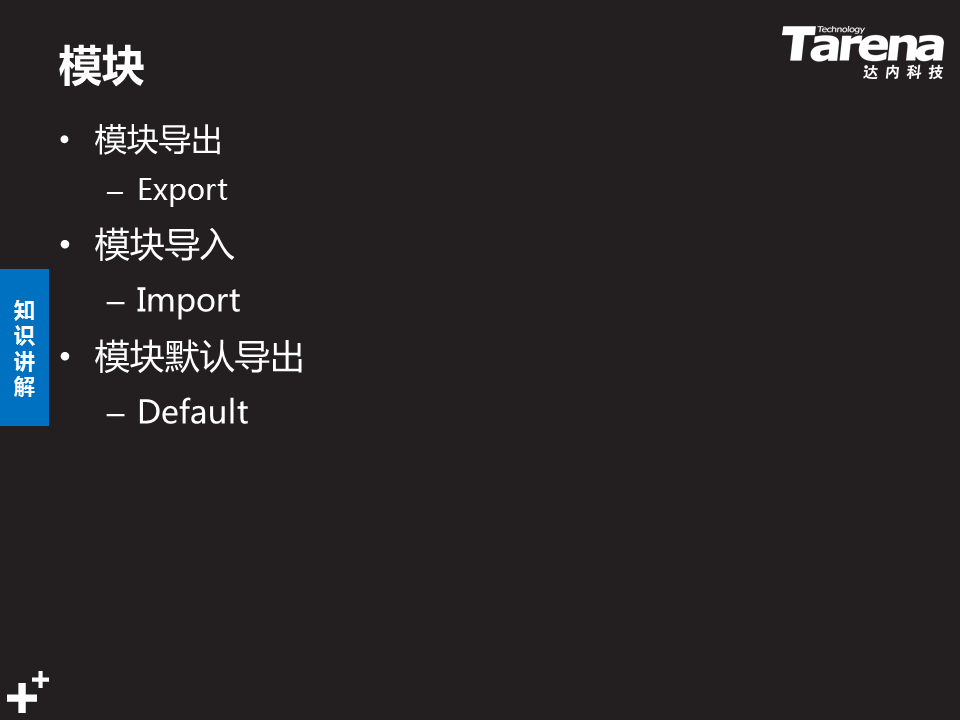 模块
Technology
Tarena
达内科技
• 模块导出
– Export
• 模块导入
– Import
• 模块默认导出
– Default
知识讲解